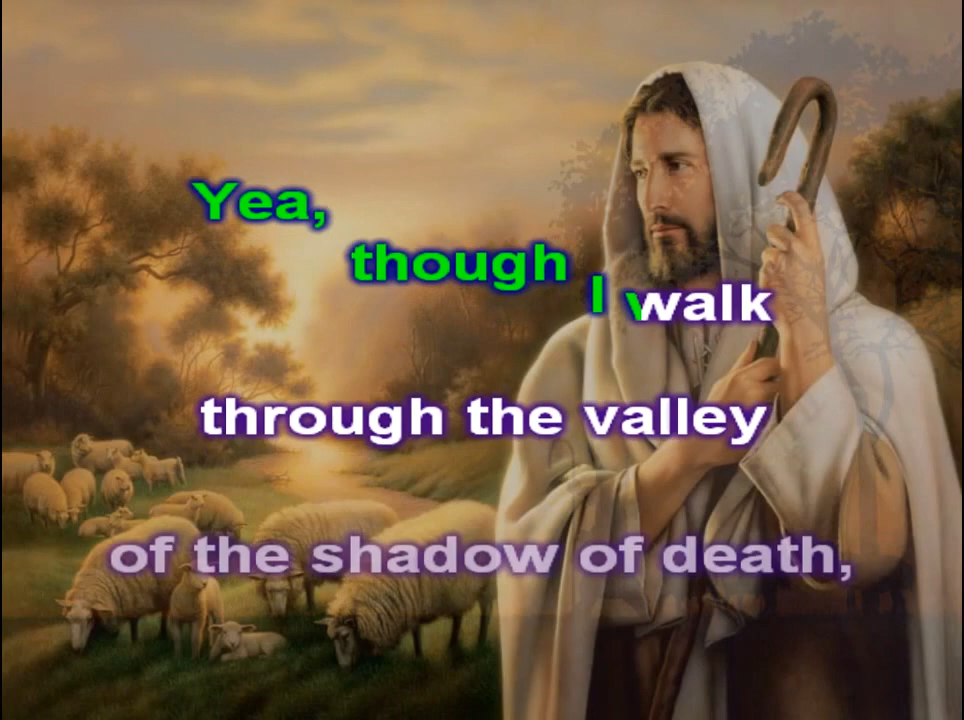 Yea, though I walk
through the valley
of the shadow of death,